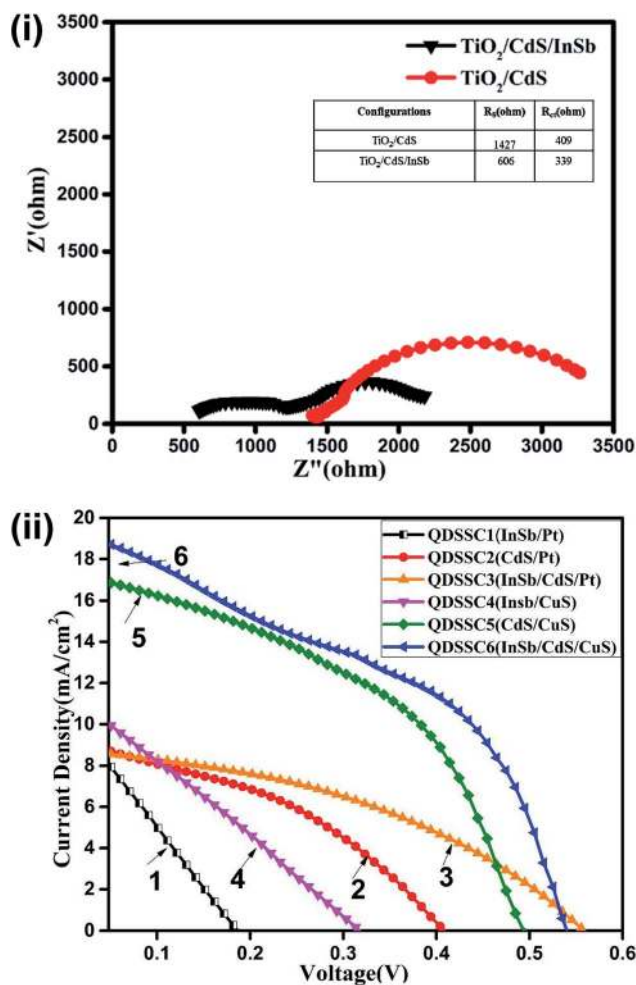 (i)
3500
3000
2500
2000
1500
1000
500
0
Z'(ohm)
TiO₂/CdS/InSb
TiO₂/CdS
Configurations RS(ohm) Rct(ohm)
TiO₂/CdS 1427 409
TiO₂/CdS/InSb 606 339
0 500 1000 1500 2000 2500 3000 3500
Z"(ohm)
(ii)
20
18
16
14
12
10
8
6
4
2
0
Current Density(mA/cm²)
QDSSC1(InSb/Pt)
QDSSC2(CdS/Pt)
QDSSC3(InSb/CdS/Pt)
QDSSC4(Insb/CuS)
QDSSC5(CdS/CuS)
QDSSC6(InSb/CdS/CuS)
6
5
1
4
2
3
0.1 0.2 0.3 0.4 0.5 0.6
Voltage(V)